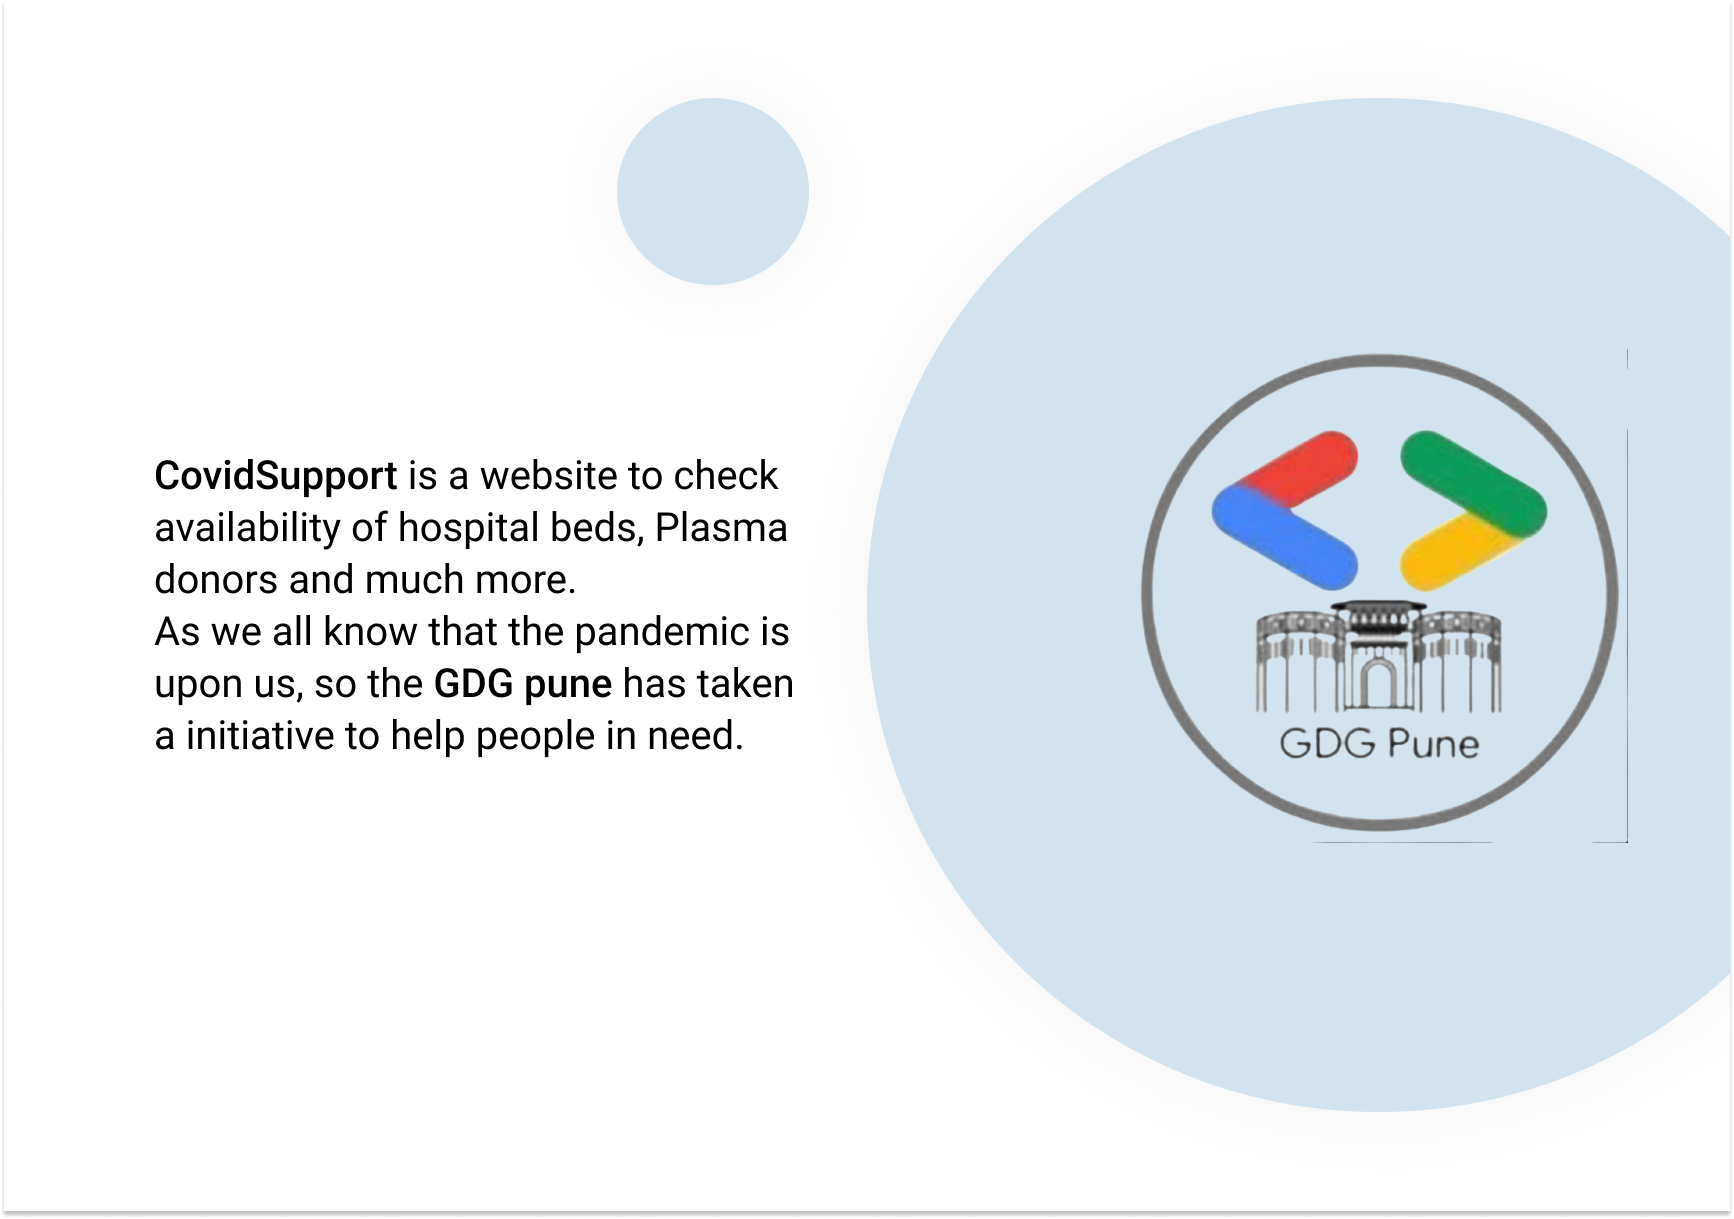 CovidSupport is a website to check
availability of hospital beds, Plasma
donors and much more.
As we all know that the pandemic is
upon us, so the GDG pune has taken
a initiative to help people in need.
GDG Pune